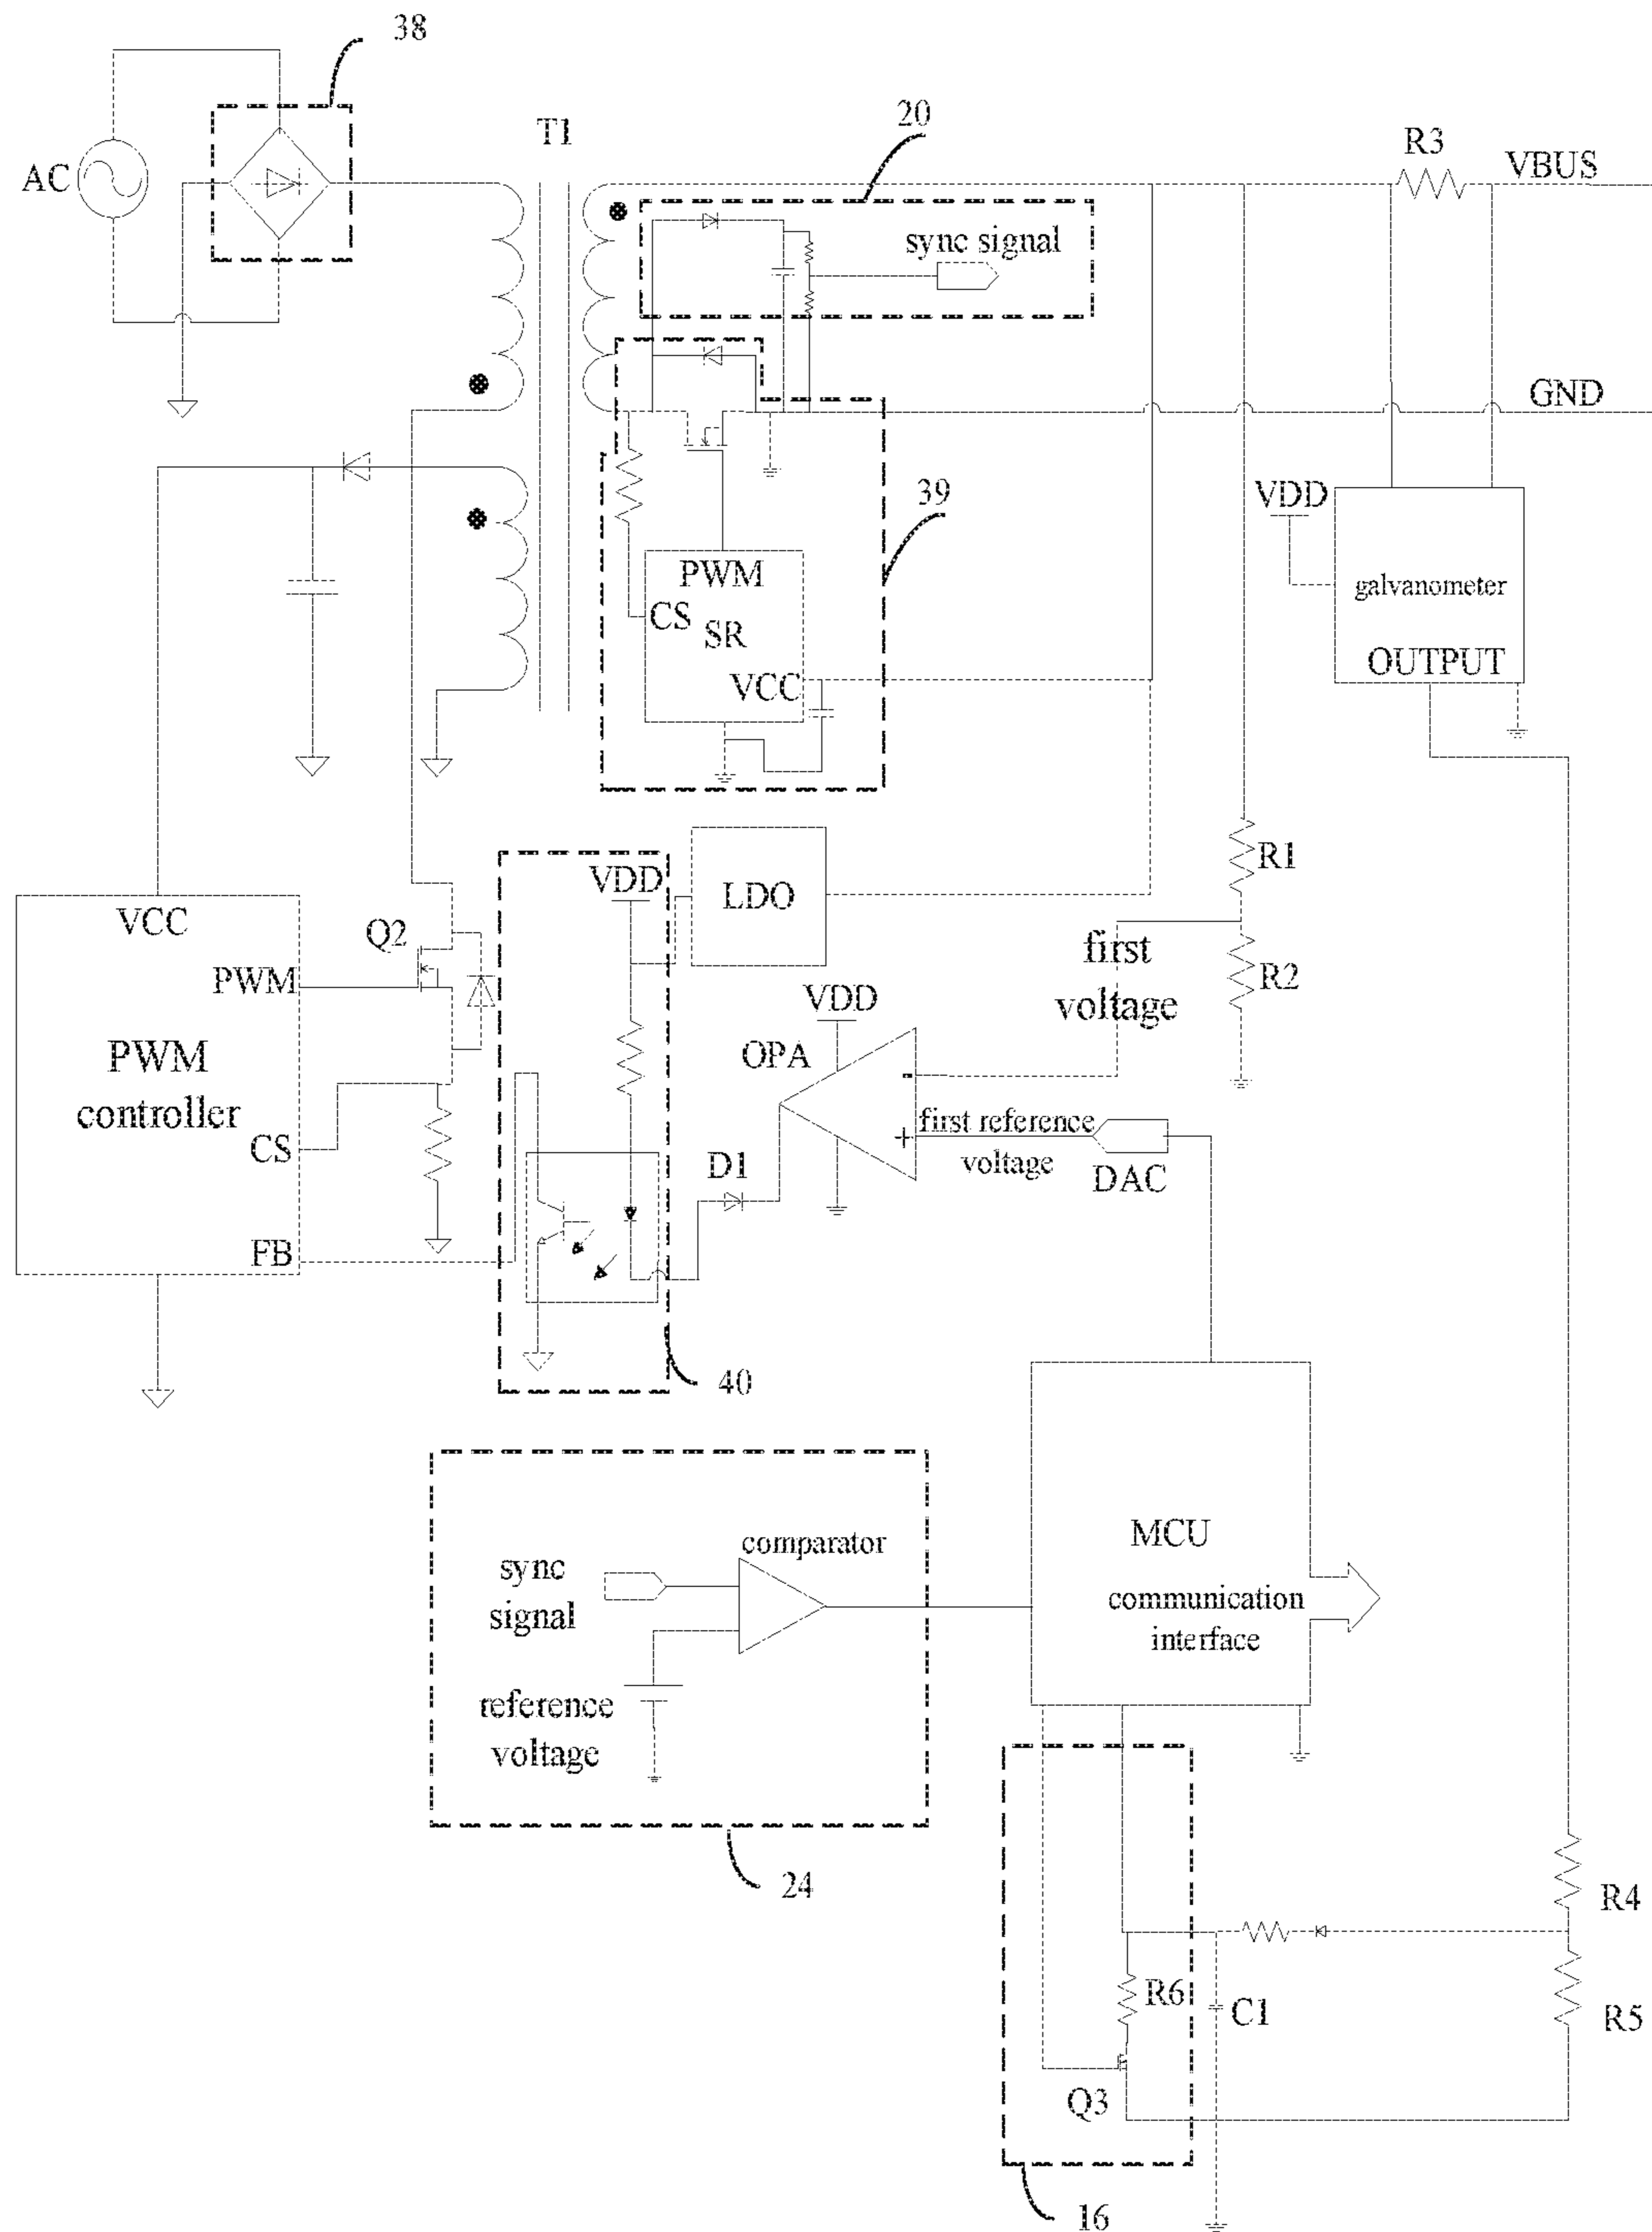 38
AC
T1
20
R3
VBUS
sync signal
GND
39
VDD
PWM
CS
SR
VCC
galvanometer
OUTPUT
R1
R2
first
voltage
LDO
VDD
VCC
Q2
PWM
PWM
controller
CS
FB
VDD
OPA
-
+
first reference
voltage
DAC
D1
40
MCU
communication
interface
comparator
sync
signal
reference
voltage
24
R4
R5
R6
C1
Q3
16